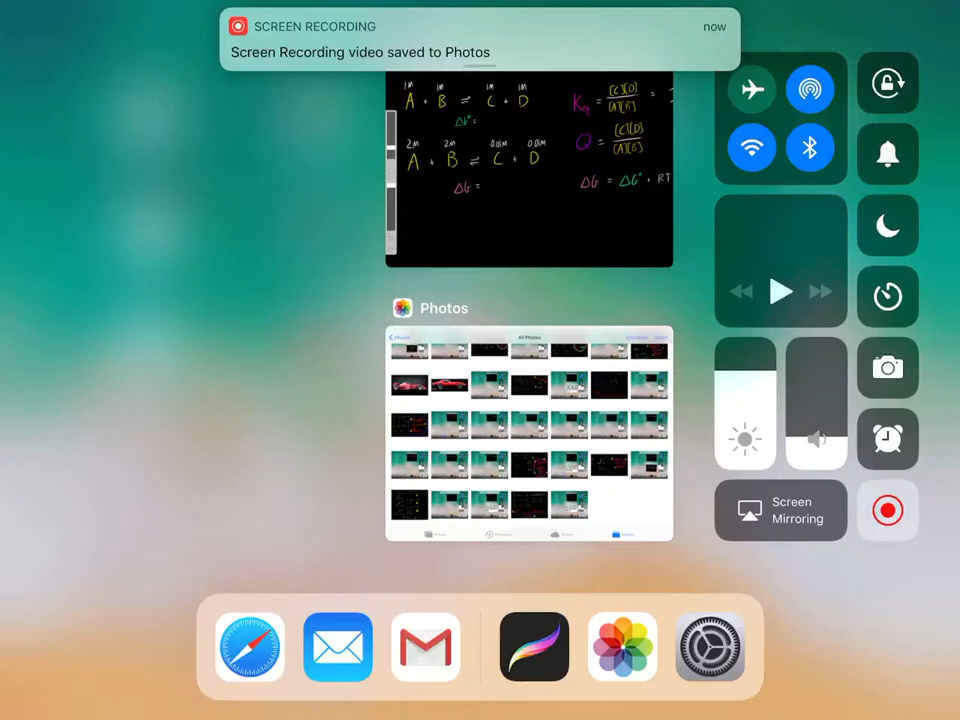 SCREEN RECORDING now
Screen Recording video saved to Photos
1M 1M 1M 1M
A + B ⇌ C + D
ΔG° =
2M 2M 0.01M 0.01M
A + B ⇌ C + D
ΔG =
Keq = [C][D] / [A][B] =
Q = [C][D] / [A][B]
ΔG = ΔG° + RT
Photos
All Photos
Screen
Mirroring